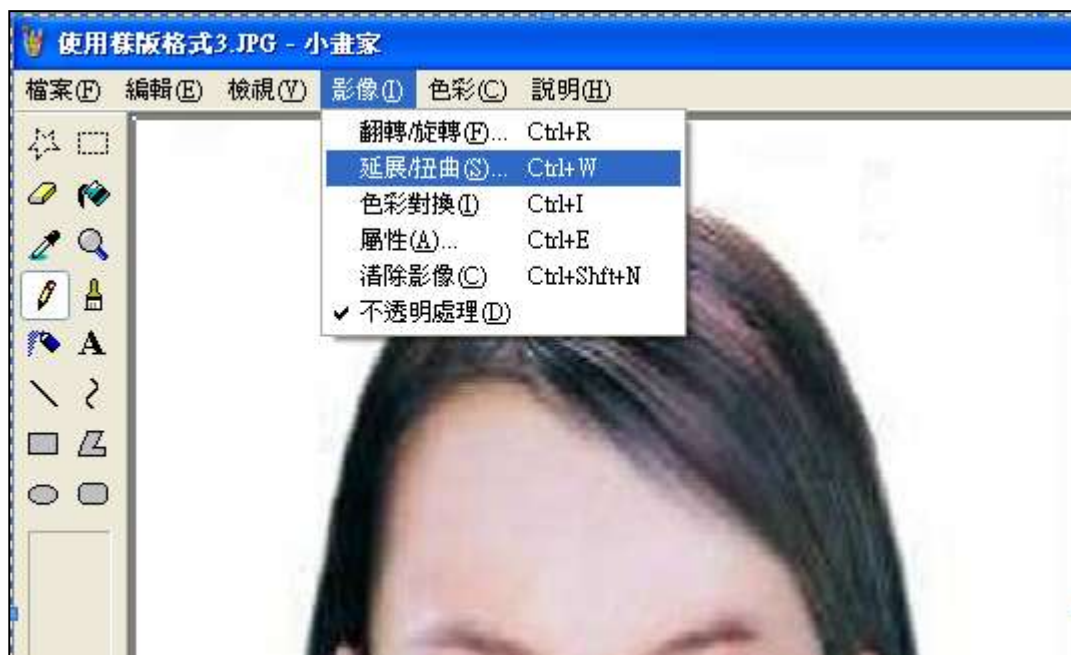 使用樣版格式3.JPG - 小畫家
檔案(F) 編輯(E) 檢視(V) 影像(I) 色彩(C) 說明(H)
翻轉/旋轉(F)... Ctrl+R
延展/扭曲(S)... Ctrl+W
色彩對換(I) Ctrl+I
屬性(A)... Ctrl+E
清除影像(C) Ctrl+Shft+N
不透明處理(D)
A